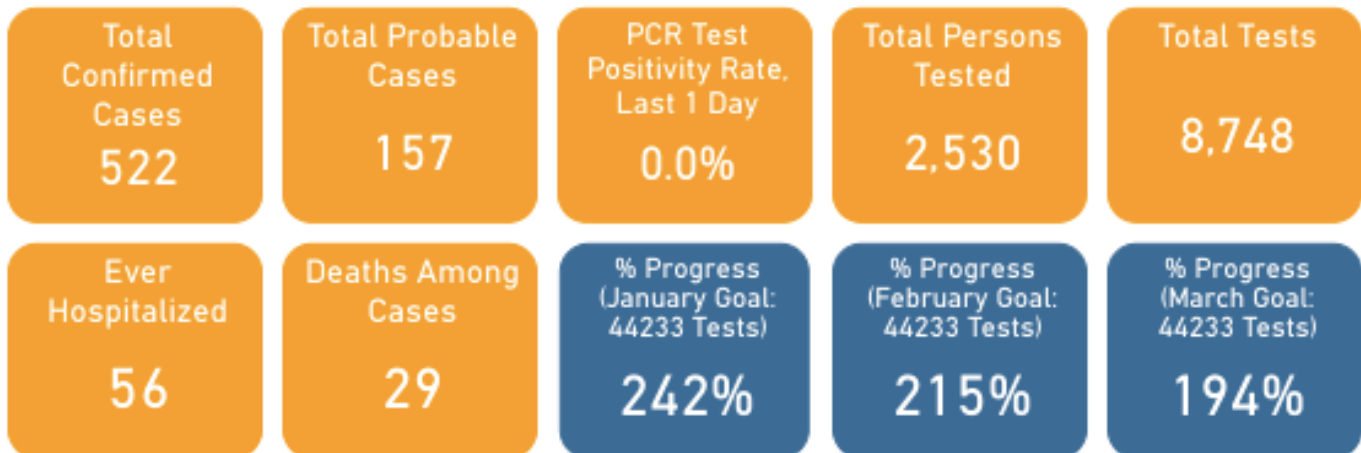 Total
Confirmed
Cases
522
Total Probable
Cases
157
PCR Test
Positivity Rate,
Last 1 Day
0.0%
Total Persons
Tested
2,530
Total Tests
8,748
Ever
Hospitalized
56
Deaths Among
Cases
29
% Progress
(January Goal:
44233 Tests)
242%
% Progress
(February Goal:
44233 Tests)
215%
% Progress
(March Goal:
44233 Tests)
194%